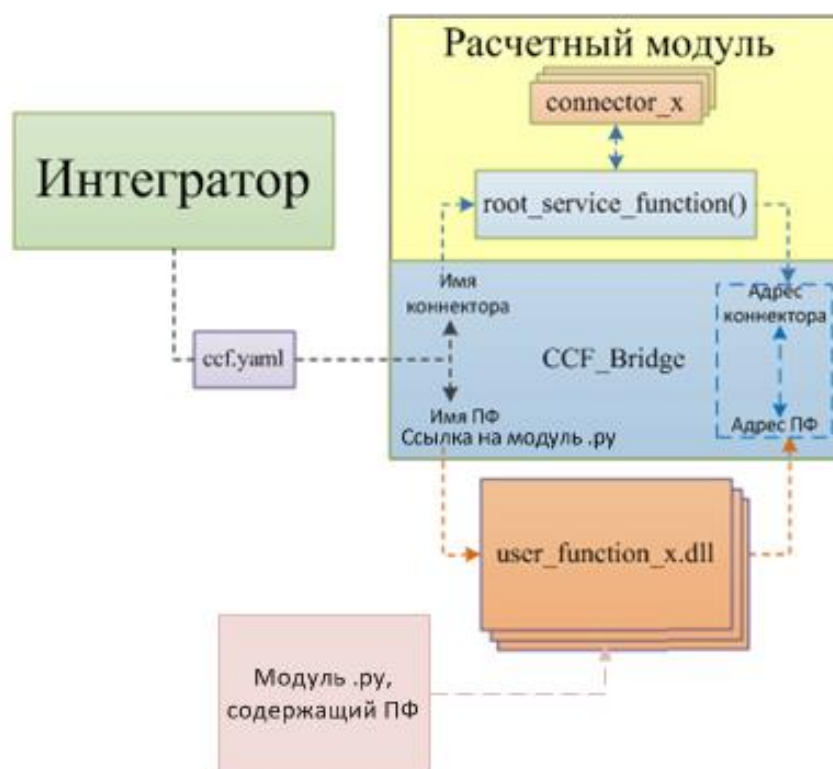 Расчетный модуль
connector_x
Интегратор
root_service_function()
Имя
коннектора
Адрес
коннектора
ccf.yaml
CCF_Bridge
Имя ПФ
Ссылка на модуль .py
Адрес ПФ
user_function_x.dll
Модуль .py,
содержащий ПФ